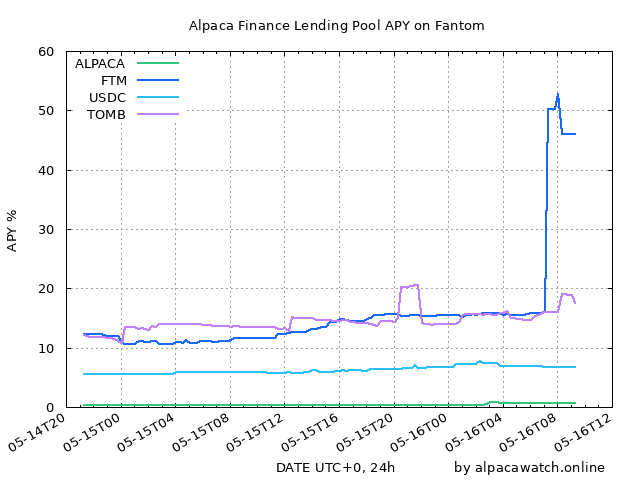 Alpaca Finance Lending Pool APY on Fantom
60
50
40
30
20
10
0
APY %
ALPACA
FTM
USDC
TOMB
05-14T20
05-15T00
05-15T04
05-15T08
05-15T12
05-15T16
05-15T20
05-16T00
05-16T04
05-16T08
05-16T12
DATE UTC+0, 24h
by alpacawatch.online